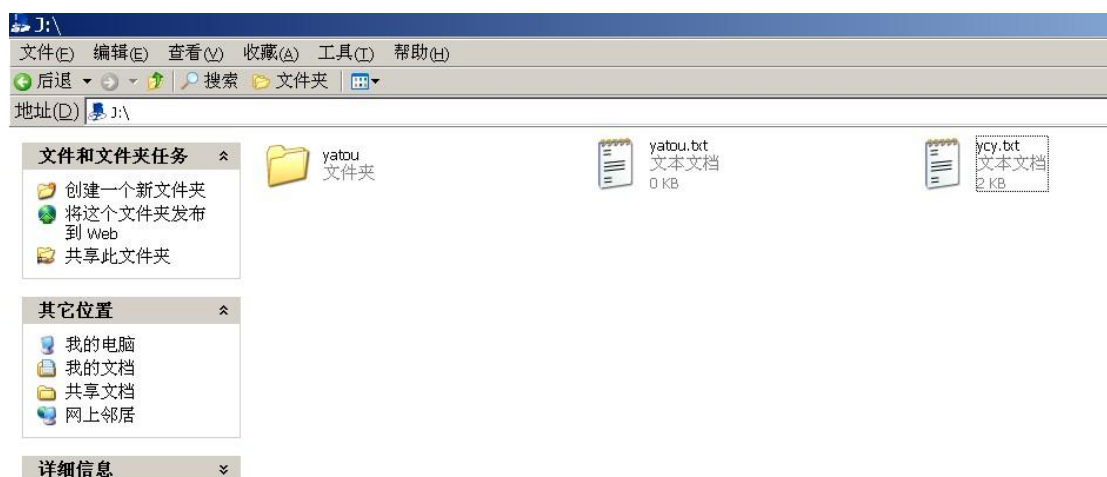 J:\
文件(F) 编辑(E) 查看(V) 收藏(A) 工具(T) 帮助(H)
后退 搜索 文件夹
地址(D) J:\
文件和文件夹任务
创建一个新文件夹
将这个文件夹发布
到 Web
共享此文件夹
其它位置
我的电脑
我的文档
共享文档
网上邻居
详细信息
yatou
文件夹
yatou.txt
文本文档
0 KB
ycy.txt
文本文档
2 KB